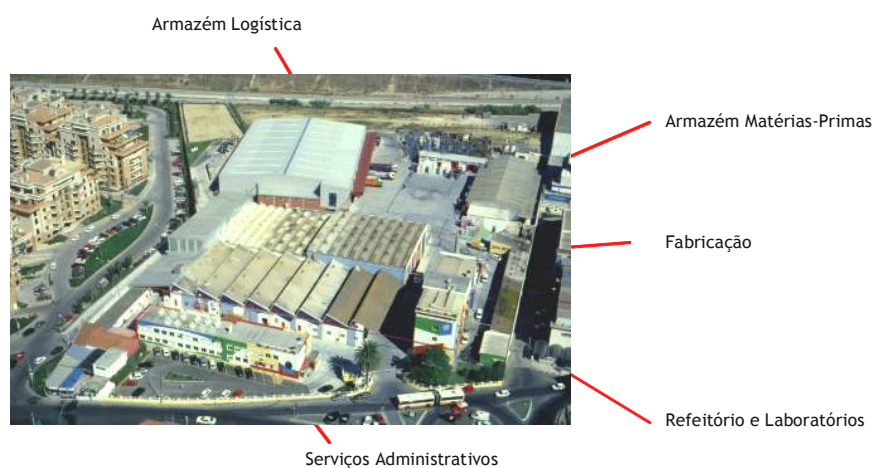 Armazém Logística
Armazém Matérias-Primas
Fabricação
Refeitório e Laboratórios
Serviços Administrativos